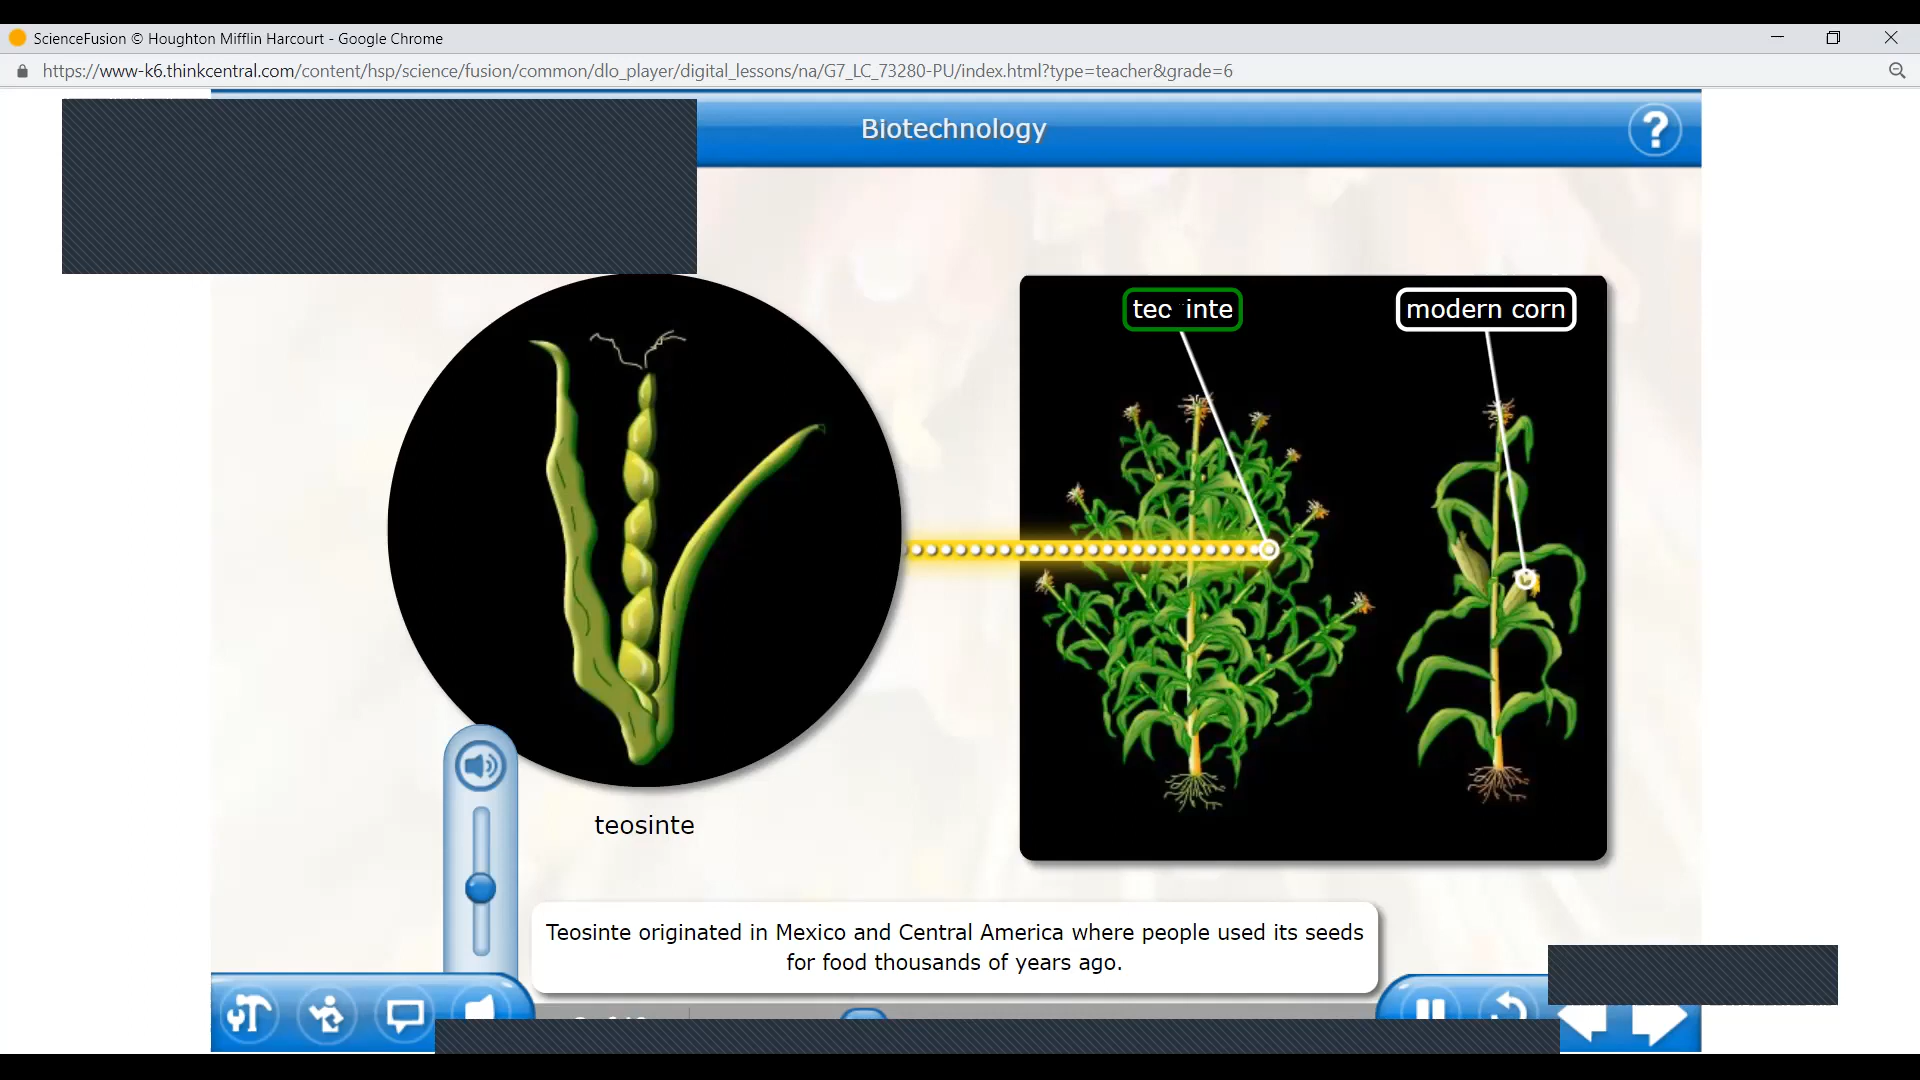 ScienceFusion © Houghton Mifflin Harcourt - Google Chrome
https://www-k6.thinkcentral.com/content/hsp/science/fusion/common/dlo_player/digital_lessons/na/G7_LC_73280-PU/index.html?type=teacher&grade=6
Biotechnology
?
modern corn
teosinte
Teosinte originated in Mexico and Central America where people used its seeds
for food thousands of years ago.